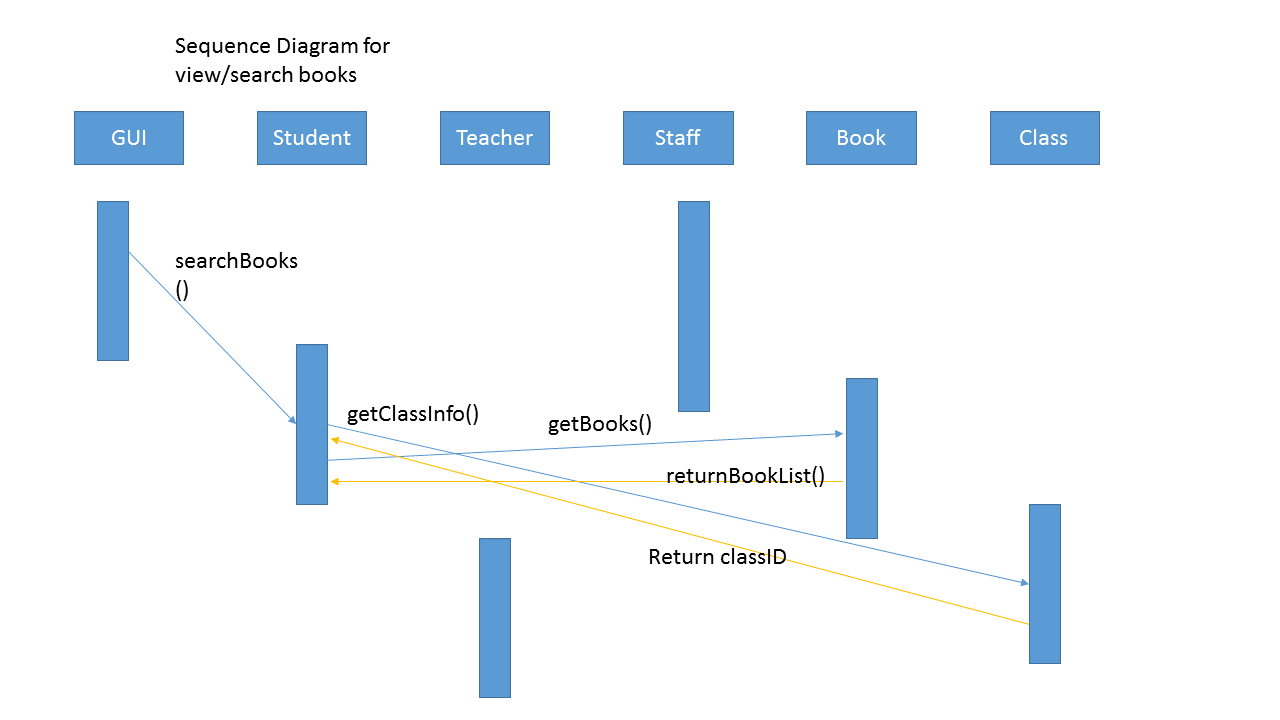 Sequence Diagram for
view/search books
GUI
Student
Teacher
Staff
Book
Class
searchBooks
()
getClassInfo()
getBooks()
returnBookList()
Return classID